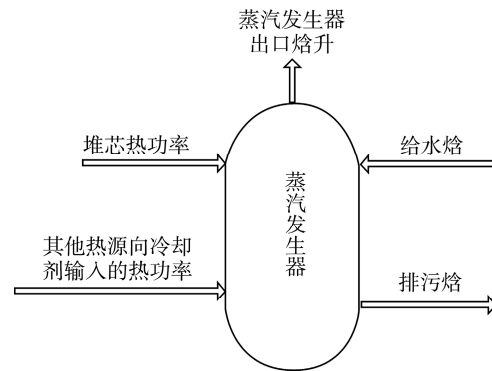 蒸汽发生器
出口焓升
堆芯热功率
给水焓
蒸汽发生器
其他热源向冷却
剂输入的热功率
排污焓